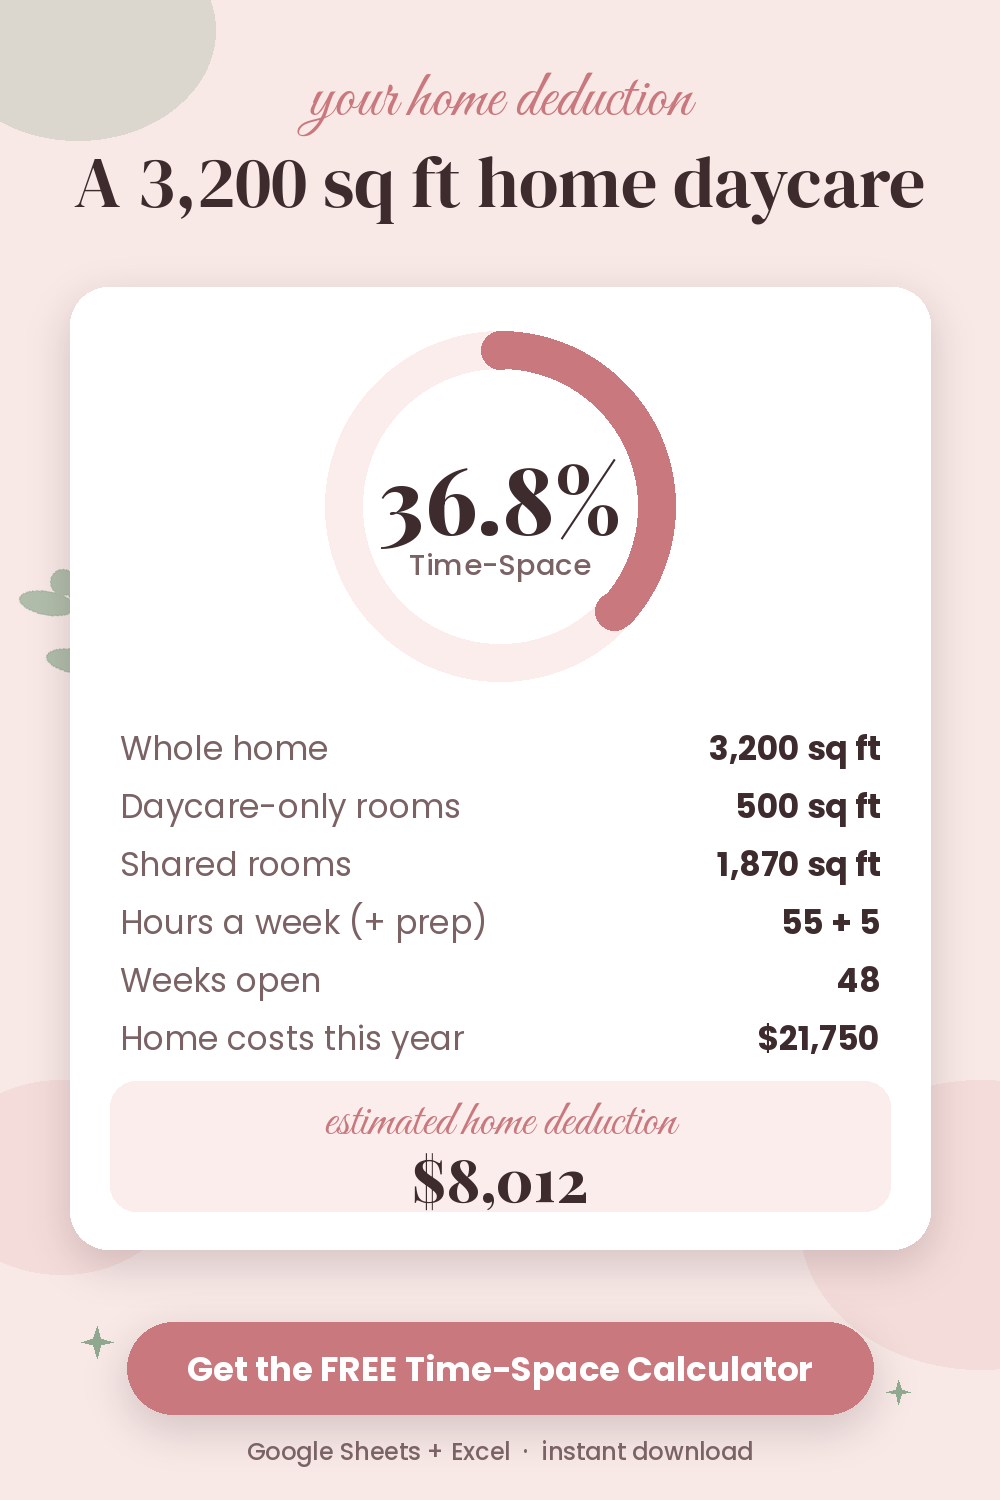 your home deduction
A 3,200 sq ft home daycare
36.8%
Time-Space
Whole home 3,200 sq ft
Daycare-only rooms 500 sq ft
Shared rooms 1,870 sq ft
Hours a week (+ prep) 55 + 5
Weeks open 48
Home costs this year $21,750
estimated home deduction
$8,012
Get the FREE Time-Space Calculator
Google Sheets + Excel · instant download